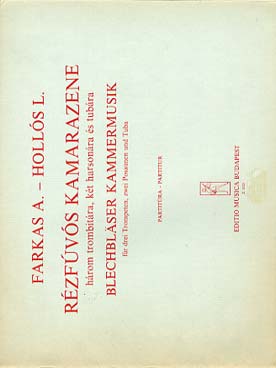 FARKAS A. – HOLLÓS L.
RÉZFÚVÓS KAMARAZENE
három trombitára, két harsonára és tubára
BLECHBLÄSER KAMMERMUSIK
für drei Trompeten, zwei Posaunen und Tuba
PARTITÚRA - PARTITUR
EDITIO MUSICA BUDAPEST